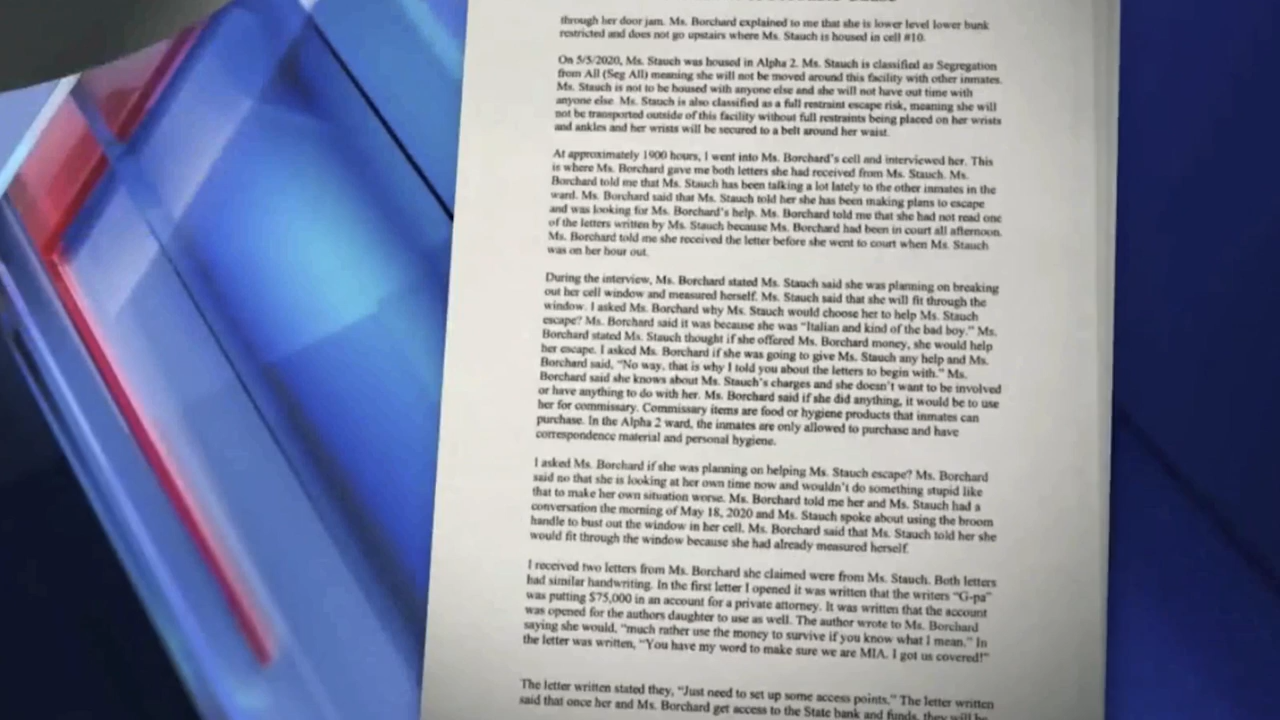 through her door jam. Ms. Borchard explained to me that she is lower level lower bunk
restricted and does not go upstairs where Ms. Stauch is housed in cell #10.
On 5/5/2020, Ms. Stauch was housed in Alpha 2. Ms. Stauch is classified as Segregation
from All (Seg All) meaning she will not be moved around this facility with other inmates.
Ms. Stauch is not to be housed with anyone else and she will not have out time with
anyone else. Ms. Stauch is also classified as a full restraint escape risk, meaning she will
not be transported outside of this facility without full restraints being placed on her wrists
and ankles and her wrists will be secured to a belt around her waist.
At approximately 1900 hours, I went into Ms. Borchard's cell and interviewed her. This
is where Ms. Borchard gave me both letters she had received from Ms. Stauch. Ms.
Borchard told me that Ms. Stauch has been talking a lot lately to the other inmates in the
ward. Ms. Borchard said that Ms. Stauch told her she has been making plans to escape
and was looking for Ms. Borchard's help. Ms. Borchard told me that she had not read one
of the letters written by Ms. Stauch because Ms. Borchard had been in court all afternoon.
Ms. Borchard told me she received the letter before she went to court when Ms. Stauch
was on her hour out.
During the interview, Ms. Borchard stated Ms. Stauch said she was planning on breaking
out her cell window and measured herself. Ms. Stauch said that she will fit through the
window. I asked Ms. Borchard why Ms. Stauch would choose her to help Ms. Stauch
escape? Ms. Borchard said it was because she was "Italian and kind of the bad boy." Ms.
Borchard stated Ms. Stauch thought if she offered Ms. Borchard money, she would help
her escape. I asked Ms. Borchard if she was going to give Ms. Stauch any help and Ms.
Borchard said, "No way, that is why I told you about the letters to begin with." Ms.
Borchard said she knows about Ms. Stauch's charges and she doesn't want to be involved
or have anything to do with her. Ms. Borchard said if she did anything, it would be to use
her for commissary. Commissary items are food or hygiene products that inmates can
purchase. In the Alpha 2 ward, the inmates are only allowed to purchase and have
correspondence material and personal hygiene.
I asked Ms. Borchard if she was planning on helping Ms. Stauch escape? Ms. Borchard
said no that she is looking at her own time now and wouldn't do something stupid like
that to make her own situation worse. Ms. Borchard told me her and Ms. Stauch had a
conversation the morning of May 18, 2020 and Ms. Stauch spoke about using the broom
handle to bust out the window in her cell. Ms. Borchard said that Ms. Stauch told her she
would fit through the window because she had already measured herself.
I received two letters from Ms. Borchard she claimed were from Ms. Stauch. Both letters
had similar handwriting. In the first letter I opened it was written that the writers "G-pa"
was putting $75,000 in an account for a private attorney. It was written that the account
was opened for the authors daughter to use as well. The author wrote to Ms. Borchard
saying she would, "much rather use the money to survive if you know what I mean." In
the letter was written, "You have my word to make sure we are MIA. I got us covered!"
The letter written stated they, "Just need to set up some access points." The letter written
said that once her and Ms. Borchard get access to the State bank and funds, they will be